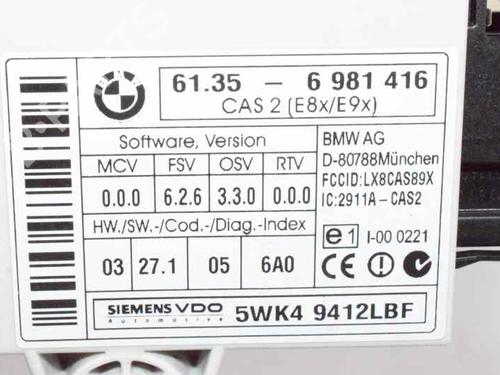 61.35 - 6 981 416
CAS 2 (E8x/E9x)
Software, Version
MCV FSV OSV RTV
0.0.0 6.2.6 3.3.0 0.0.0
HW./SW.-/Cod.-/Diag.-Index
03 27.1 05 6A0
BMW AG
D-80788München
FCCID:LX8CAS89X
IC:2911A-CAS2
e1 I-00 0221
CE
SIEMENS VDO
Automotive
5WK4 9412LBF